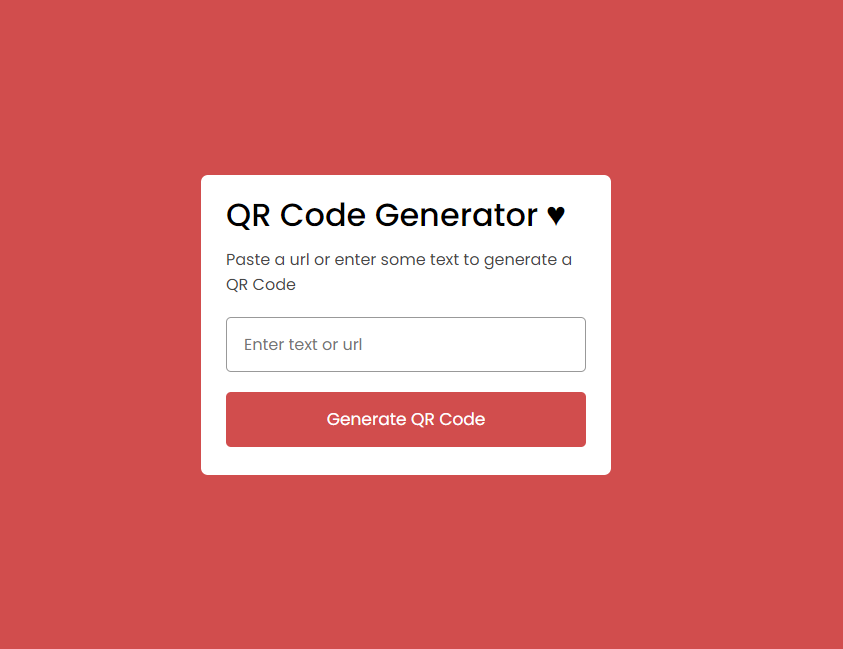 QR Code Generator ♥
Paste a url or enter some text to generate a
QR Code
Enter text or url
Generate QR Code